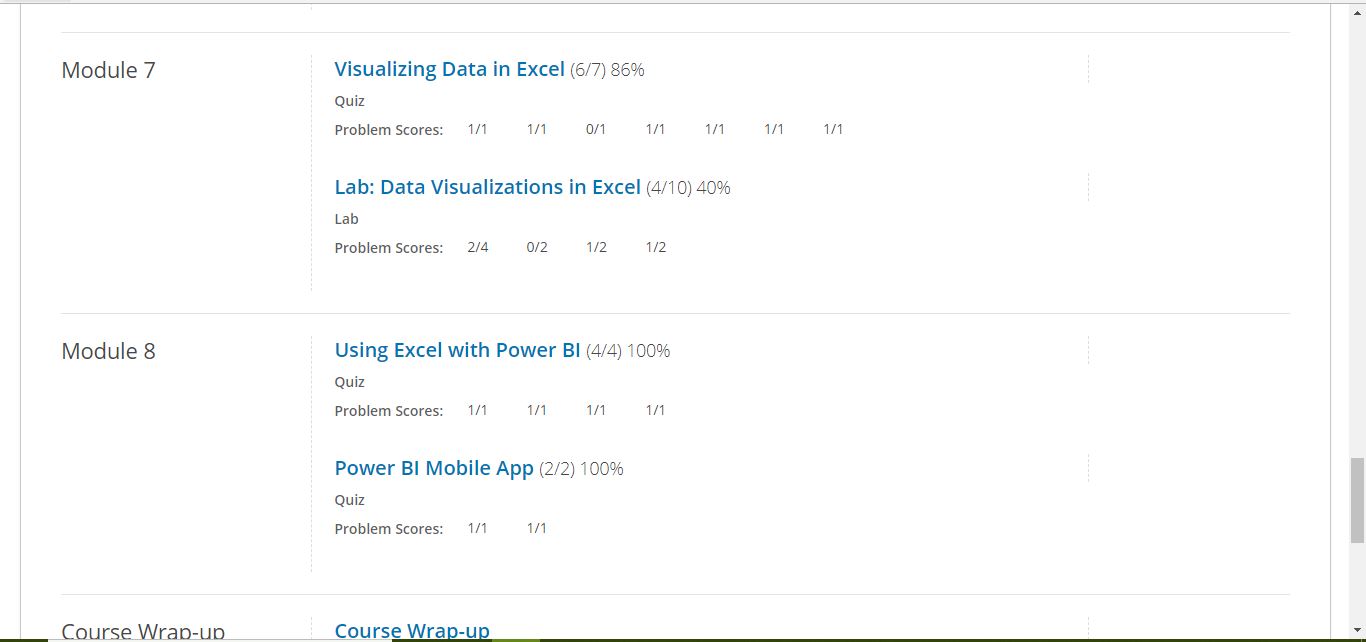 Module 7
Visualizing Data in Excel (6/7) 86%
Quiz
Problem Scores: 1/1 1/1 0/1 1/1 1/1 1/1 1/1
Lab: Data Visualizations in Excel (4/10) 40%
Lab
Problem Scores: 2/4 0/2 1/2 1/2
Module 8
Using Excel with Power BI (4/4) 100%
Quiz
Problem Scores: 1/1 1/1 1/1 1/1
Power BI Mobile App (2/2) 100%
Quiz
Problem Scores: 1/1 1/1
Course Wrap-up
Course Wrap-up